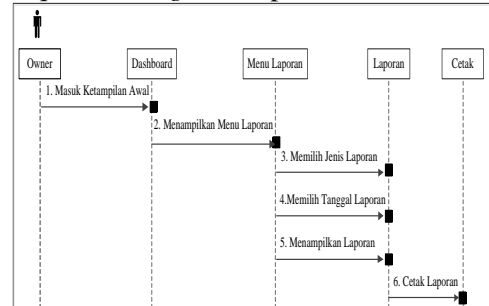 Owner
Dashboard
Menu Laporan
Laporan
Cetak
1. Masuk Ketampilan Awal
2. Menampilkan Menu Laporan
3. Memilih Jenis Laporan
4.Memilih Tanggal Laporan
5. Menampilkan Laporan
6. Cetak Laporan